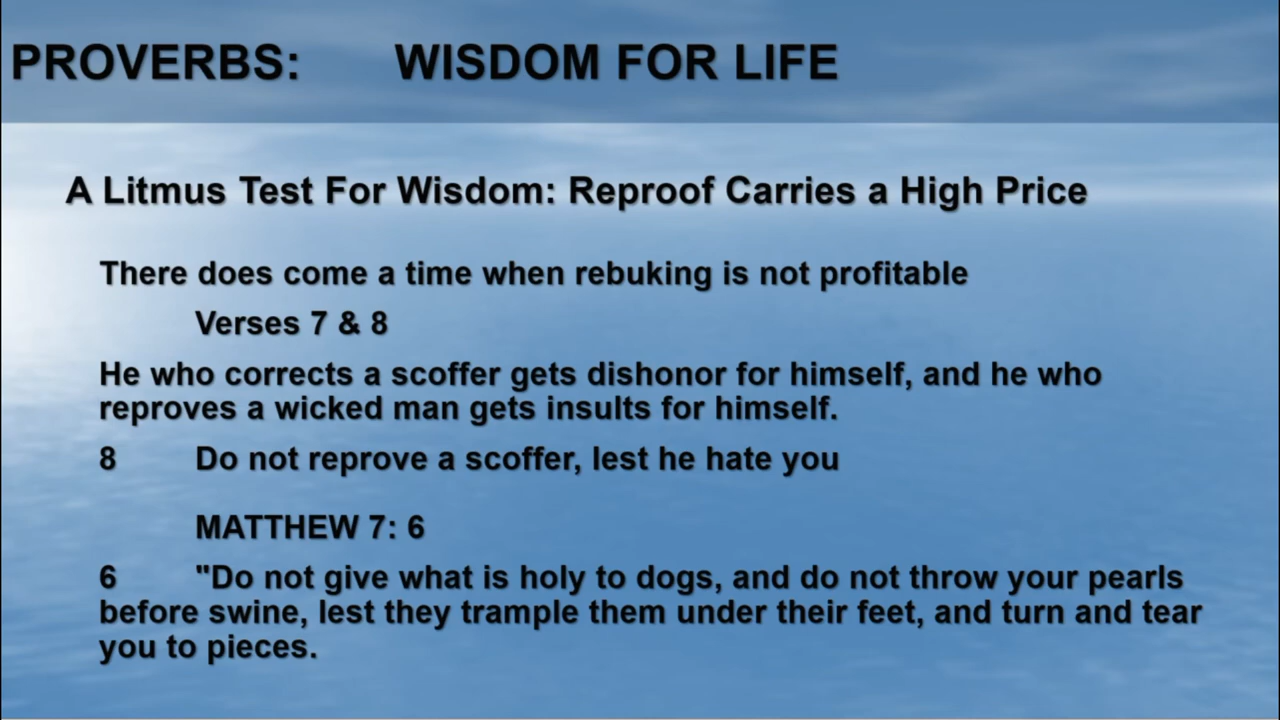 PROVERBS: WISDOM FOR LIFE
A Litmus Test For Wisdom: Reproof Carries a High Price
There does come a time when rebuking is not profitable
Verses 7 & 8
He who corrects a scoffer gets dishonor for himself, and he who
reproves a wicked man gets insults for himself.
8 Do not reprove a scoffer, lest he hate you
MATTHEW 7: 6
6 "Do not give what is holy to dogs, and do not throw your pearls
before swine, lest they trample them under their feet, and turn and tear
you to pieces.